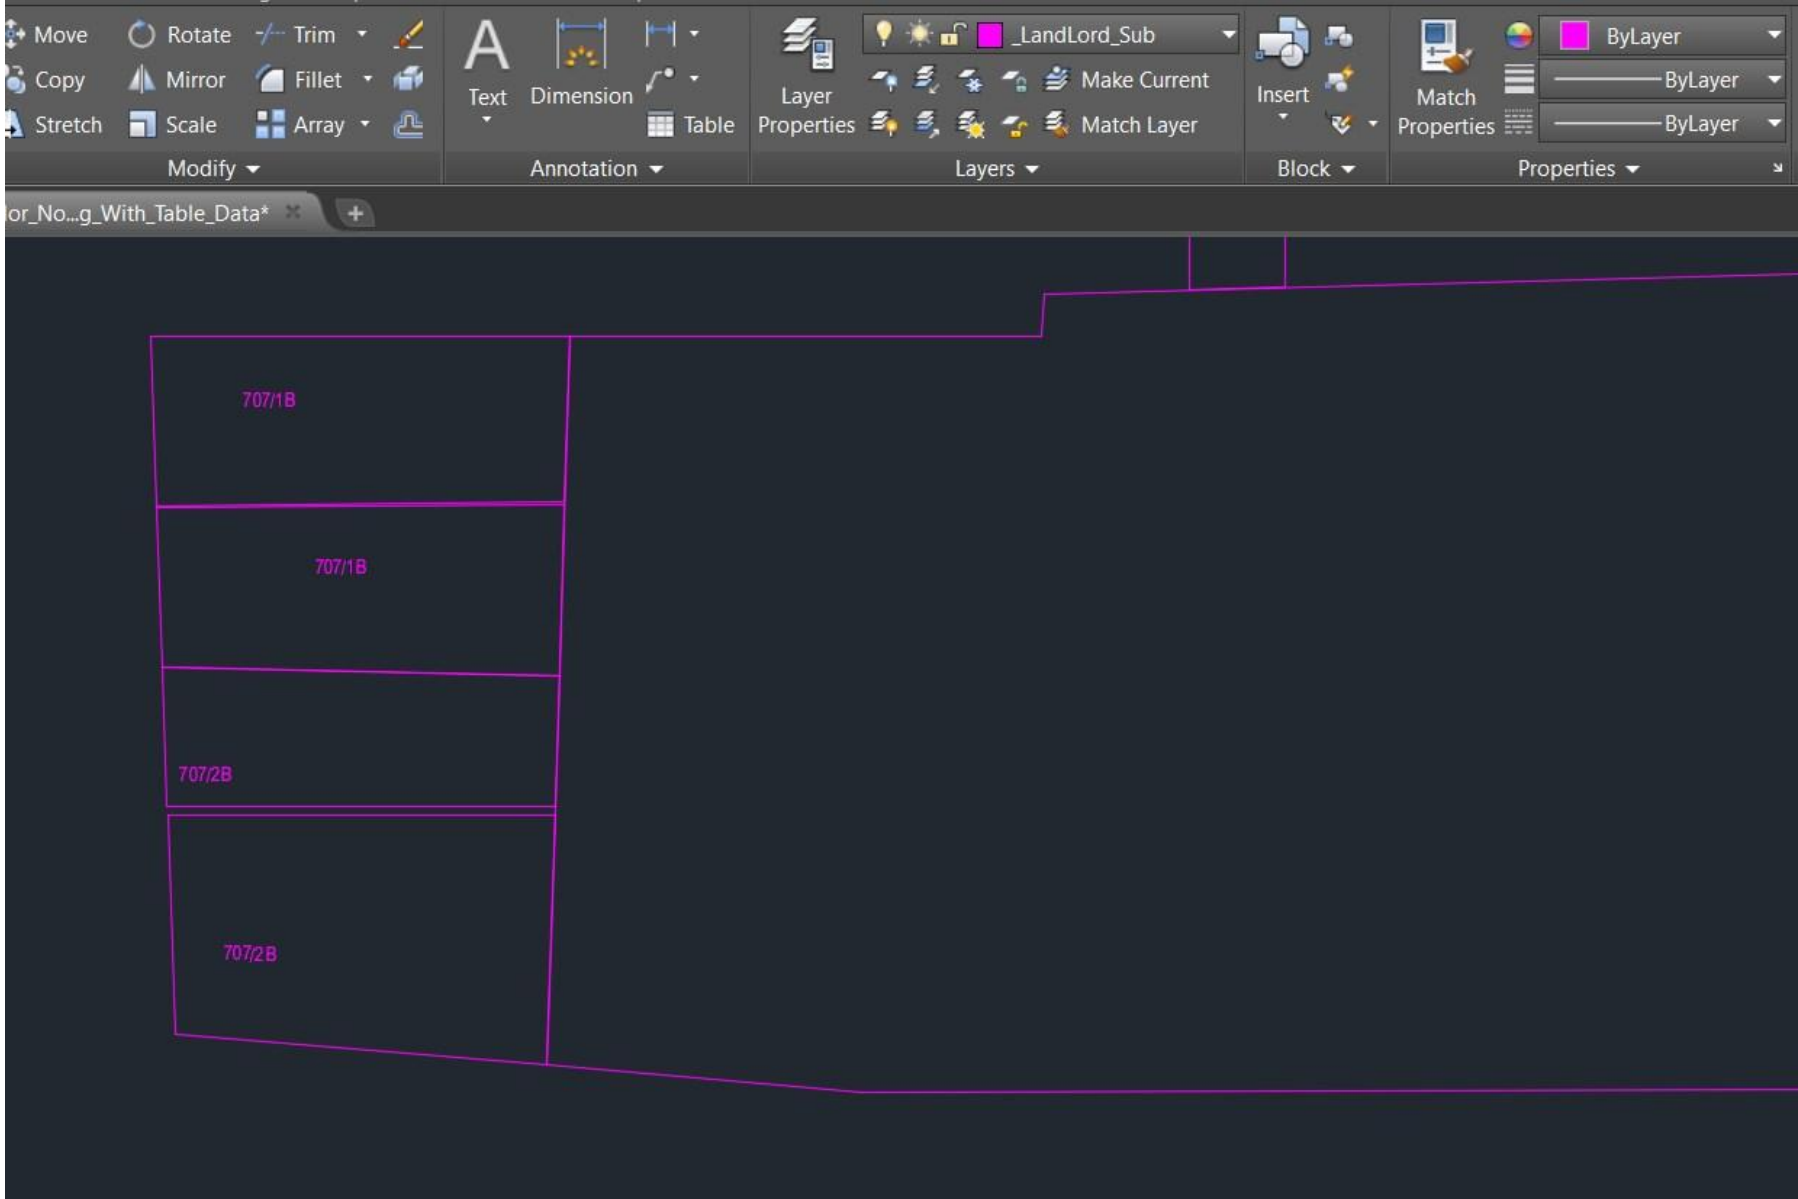 Move Rotate Trim
Copy Mirror Fillet
Stretch Scale Array
Modify
A
Text
Dimension
Table
Annotation
Layer
Properties
_LandLord_Sub
Make Current
Match Layer
Layers
Insert
Block
Match
Properties
ByLayer
ByLayer
ByLayer
Properties
or_No...g_With_Table_Data*
707/1B
707/1B
707/2B
707/2B